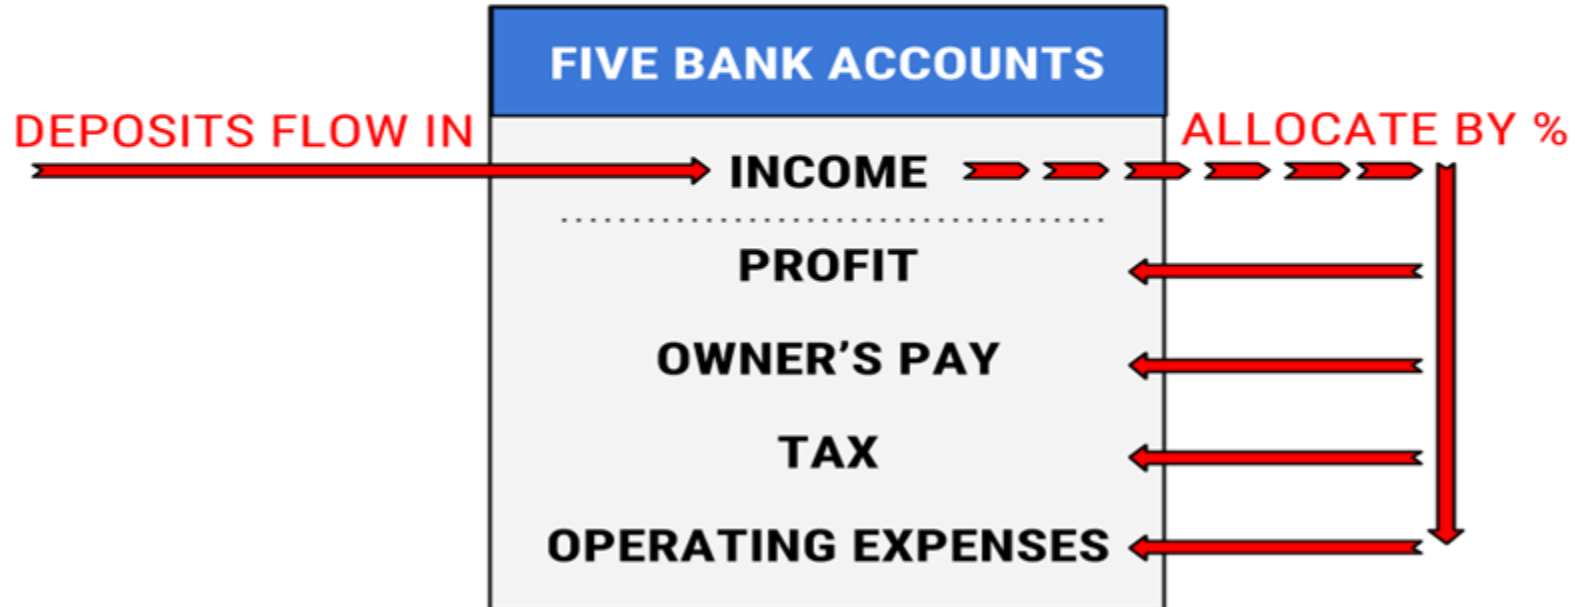 FIVE BANK ACCOUNTS
DEPOSITS FLOW IN
ALLOCATE BY %
INCOME
PROFIT
OWNER’S PAY
TAX
OPERATING EXPENSES